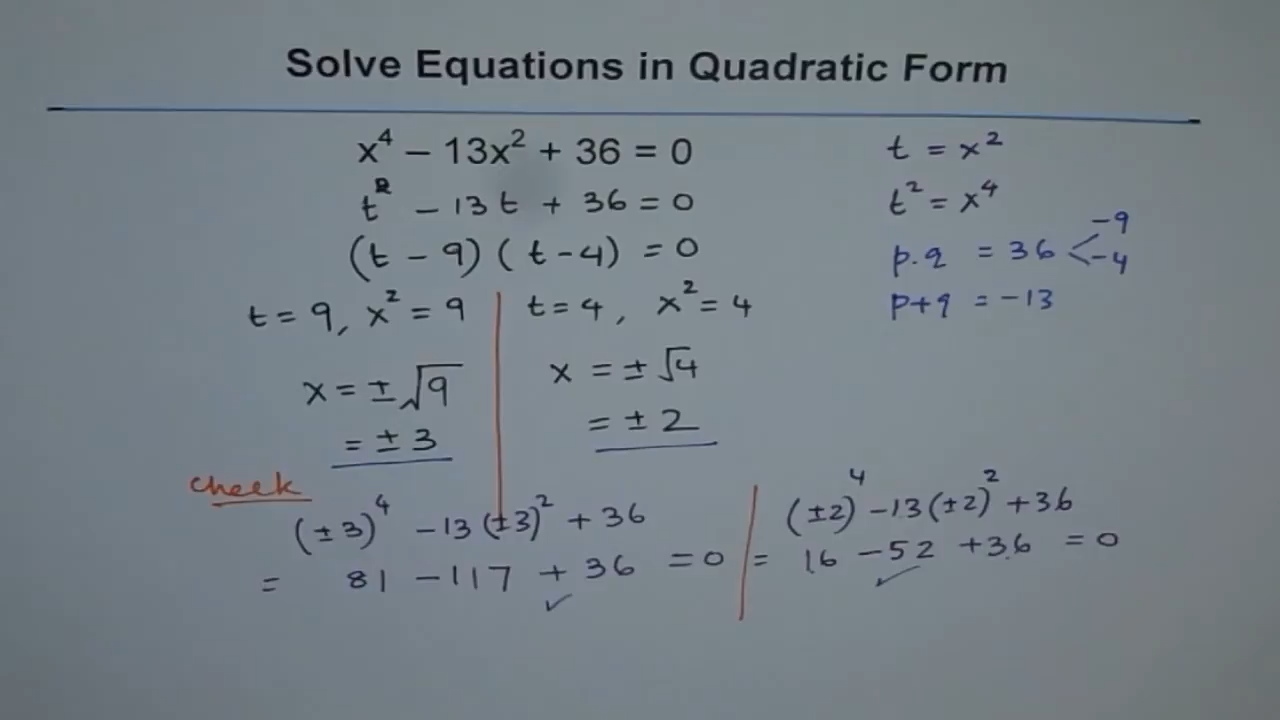 Solve Equations in Quadratic Form
x⁴ – 13x² + 36 = 0
t = x²
t² – 13t + 36 = 0
t² = x⁴
(t – 9)(t – 4) = 0
p.q = 36 < –9 –4
t = 9, x² = 9
t = 4, x² = 4
p+q = –13
x = ±√9
x = ±√4
= ±3
= ±2
Check
(±3)⁴ – 13(±3)² + 36
(±2)⁴ – 13(±2)² + 36
= 81 – 117 + 36 = 0
= 16 – 52 + 36 = 0